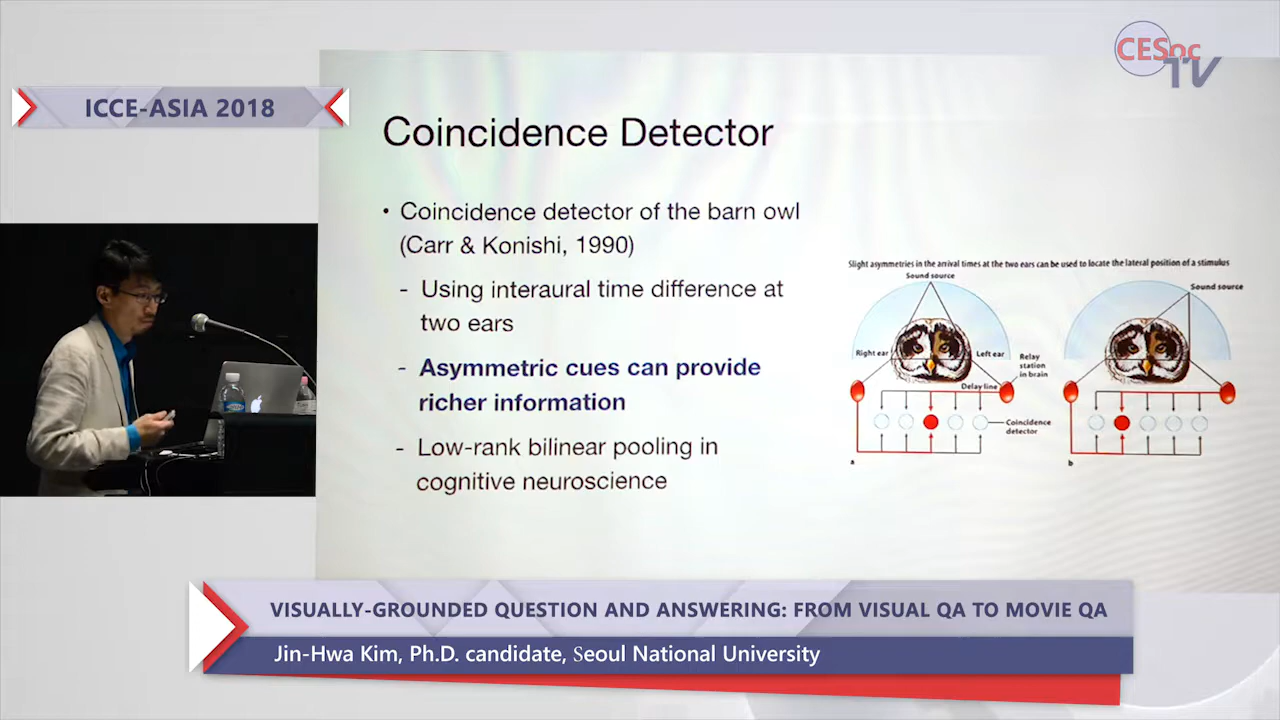 CESoc
TV
ICCE-ASIA 2018
Coincidence Detector
• Coincidence detector of the barn owl
(Carr & Konishi, 1990)
- Using interaural time difference at
two ears
- Asymmetric cues can provide
richer information
- Low-rank bilinear pooling in
cognitive neuroscience
Slight asymmetries in the arrival times at the two ears can be used to locate the lateral position of a stimulus
Sound source
Right ear
Left ear
Relay
station
in brain
Delay line
Coincidence
detector
a
Sound source
b
VISUALLY-GROUNDED QUESTION AND ANSWERING: FROM VISUAL QA TO MOVIE QA
Jin-Hwa Kim, Ph.D. candidate, Seoul National University